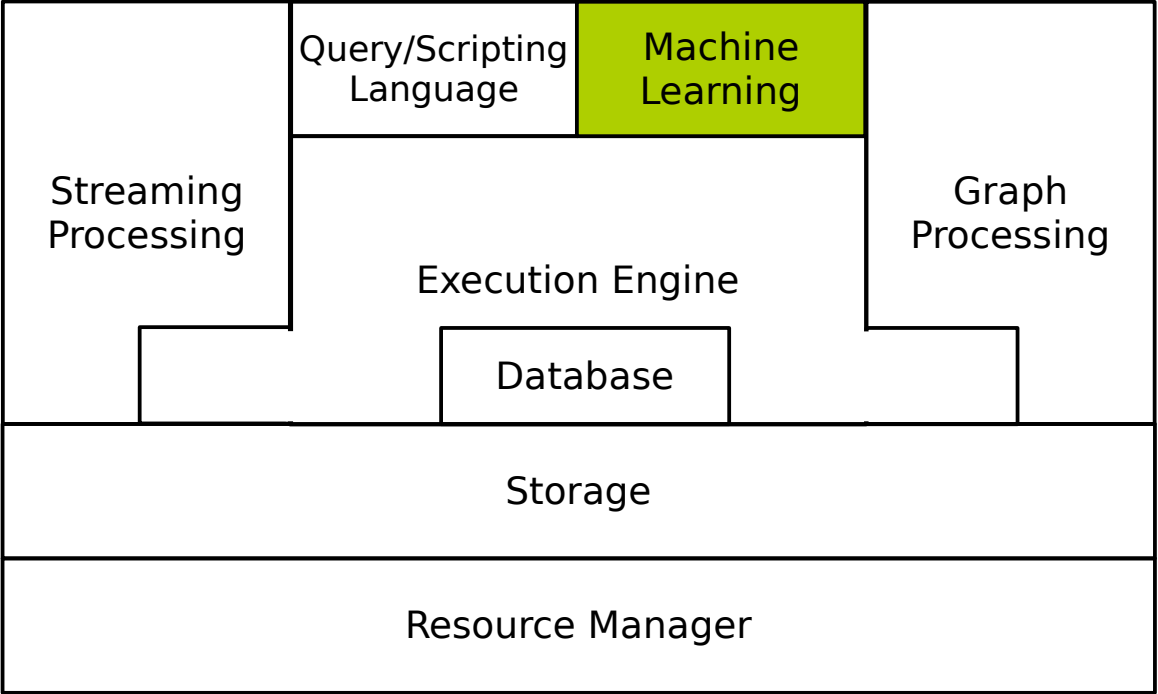 Query/Scripting
Language
Machine
Learning
Streaming
Processing
Graph
Processing
Execution Engine
Database
Storage
Resource Manager